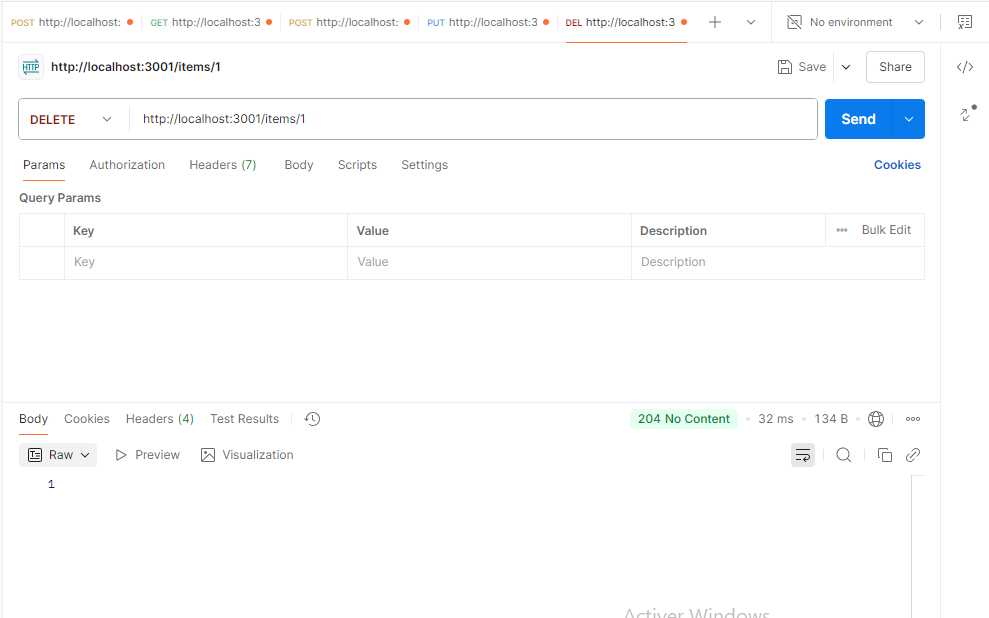 POST http://localhost: GET http://localhost:3 POST http://localhost: PUT http://localhost:3 DEL http://localhost:3 No environment
HTTP http://localhost:3001/items/1 Save Share
DELETE http://localhost:3001/items/1 Send
Params Authorization Headers (7) Body Scripts Settings Cookies
Query Params
Key Value Description Bulk Edit
Key Value Description
Body Cookies Headers (4) Test Results 204 No Content • 32 ms • 134 B •
Raw Preview Visualization
1
Activer Windows